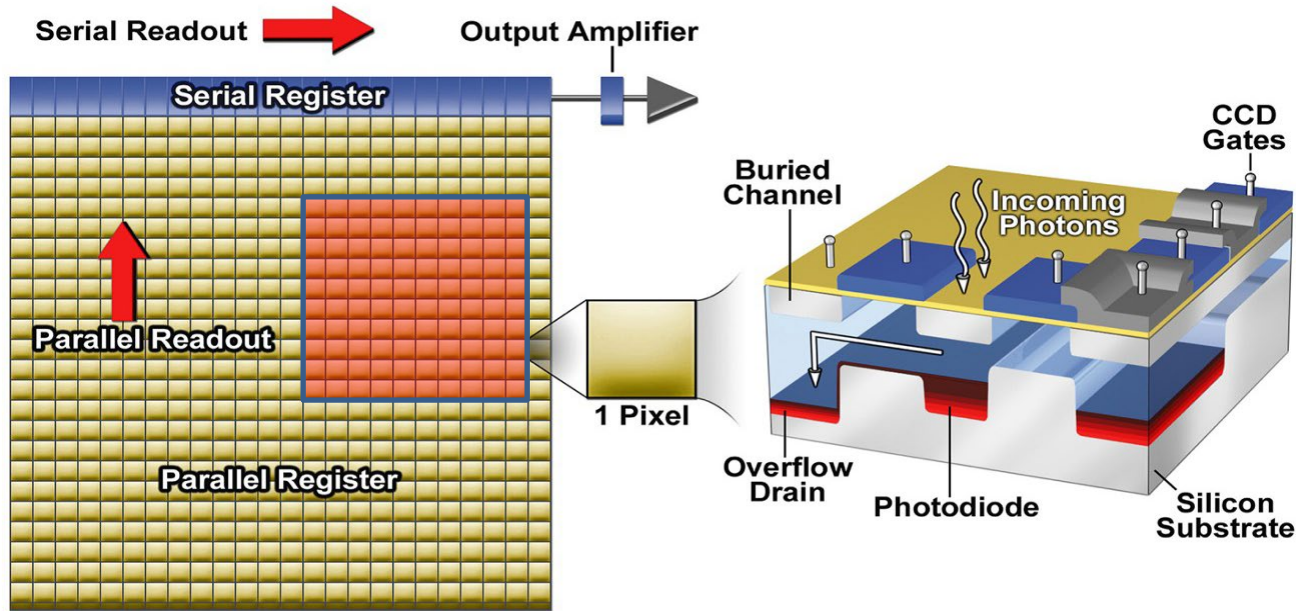 Serial Readout
Output Amplifier
Serial Register
CCD
Gates
Buried
Channel
Incoming
Photons
Parallel Readout
1 Pixel
Parallel Register
Overflow
Drain
Photodiode
Silicon
Substrate